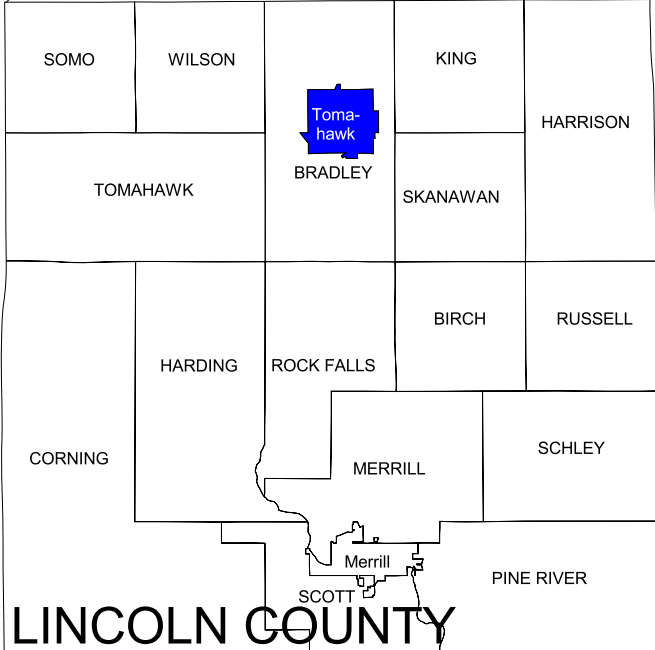 SOMO
WILSON
KING
HARRISON
Toma-
hawk
BRADLEY
TOMAHAWK
SKANAWAN
BIRCH
RUSSELL
HARDING
ROCK FALLS
CORNING
MERRILL
SCHLEY
Merrill
PINE RIVER
SCOTT
LINCOLN COUNTY